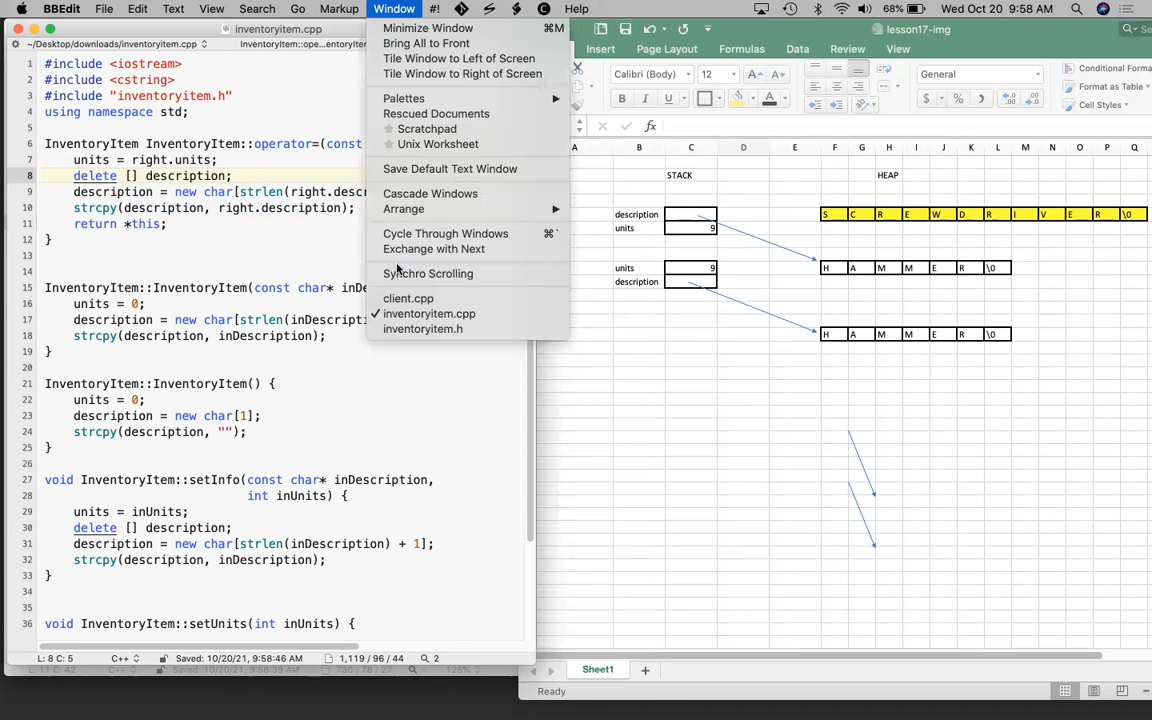 BBEdit File Edit Text View Search Go Markup Window #! Help 68% Wed Oct 20 9:58 AM
inventoryitem.cpp
~/Desktop/downloads/inventoryitem.cpp InventoryItem::ope...entoryIter
1 #include <iostream>
2 #include <cstring>
3 #include "inventoryitem.h"
4 using namespace std;
5
6 InventoryItem InventoryItem::operator=(const
7 units = right.units;
8 delete [] description;
9 description = new char[strlen(right.descr
10 strcpy(description, right.description);
11 return *this;
12 }
13
14
15 InventoryItem::InventoryItem(const char* inDe
16 units = 0;
17 description = new char[strlen(inDescripti
18 strcpy(description, inDescription);
19 }
20
21 InventoryItem::InventoryItem() {
22 units = 0;
23 description = new char[1];
24 strcpy(description, "");
25 }
26
27 void InventoryItem::setInfo(const char* inDescription,
28 int inUnits) {
29 units = inUnits;
30 delete [] description;
31 description = new char[strlen(inDescription) + 1];
32 strcpy(description, inDescription);
33 }
34
35
36 void InventoryItem::setUnits(int inUnits) {
L: 8 C: 5 C++ Saved: 10/20/21, 9:58:46 AM 1,119 / 96 / 44 2
Minimize Window ⌘M
Bring All to Front
Tile Window to Left of Screen
Tile Window to Right of Screen
Palettes
Rescued Documents
Scratchpad
Unix Worksheet
Save Default Text Window
Cascade Windows
Arrange
Cycle Through Windows ⌘`
Exchange with Next
Synchro Scrolling
client.cpp
✓ inventoryitem.cpp
inventoryitem.h
lesson17-img
Insert Page Layout Formulas Data Review View
Calibri (Body) 12 General Conditional Forma
Format as Table
B I U A $ % Cell Styles
fx
A B C D E F G H I J K L M N O P Q
STACK HEAP
description S C R E W D R I V E R \0
units 9
units 9 H A M M E R \0
description
H A M M E R \0
Sheet1 +
Ready